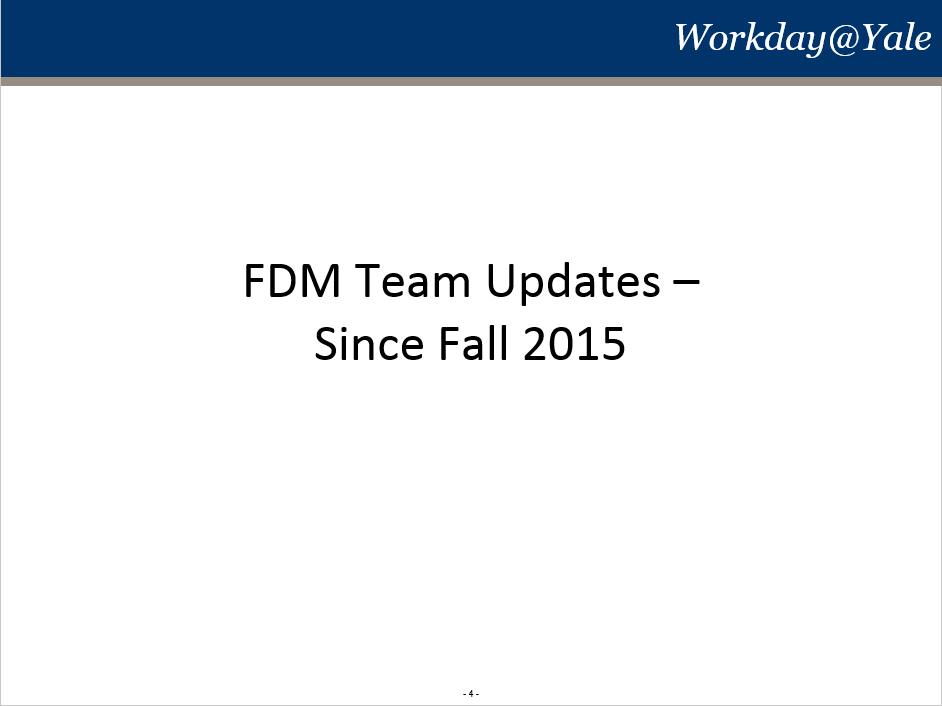 Workday@Yale
FDM Team Updates –
Since Fall 2015
- 4 -